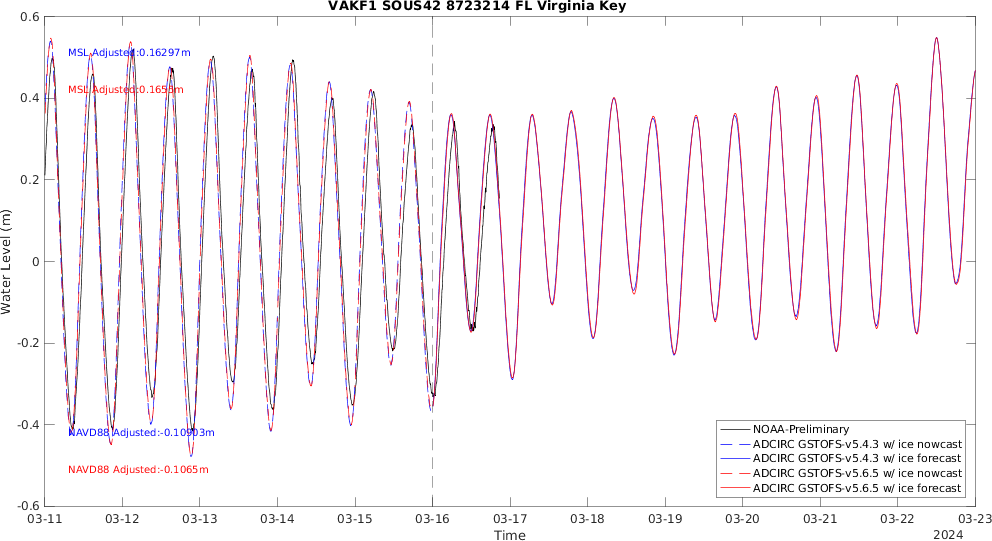 VAKF1 SOUS42 8723214 FL Virginia Key
0.6
0.4
0.2
0
-0.2
-0.4
-0.6
Water Level (m)
MSL Adjusted:0.16297m
MSL Adjusted:0.1655m
NAVD88 Adjusted:-0.10903m
NAVD88 Adjusted:-0.1065m
NOAA-Preliminary
ADCIRC GSTOFS-v5.4.3 w/ ice nowcast
ADCIRC GSTOFS-v5.4.3 w/ ice forecast
ADCIRC GSTOFS-v5.6.5 w/ ice nowcast
ADCIRC GSTOFS-v5.6.5 w/ ice forecast
03-11 03-12 03-13 03-14 03-15 03-16 03-17 03-18 03-19 03-20 03-21 03-22 03-23
Time
2024